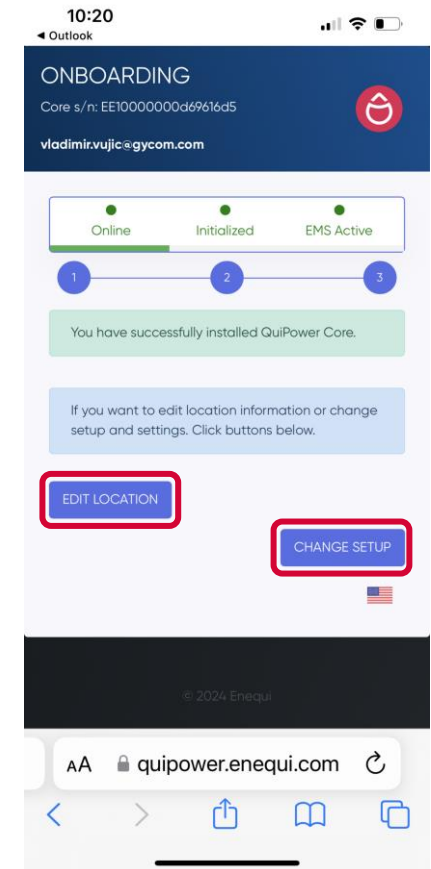 10:20
◀ Outlook
ONBOARDING
Core s/n: EE10000000d69616d5
vladimir.vujic@gycom.com
Online Initialized EMS Active
1 2 3
You have successfully installed QuiPower Core.
If you want to edit location information or change
setup and settings. Click buttons below.
EDIT LOCATION
CHANGE SETUP
© 2024 Enequi
AA quipower.enequi.com